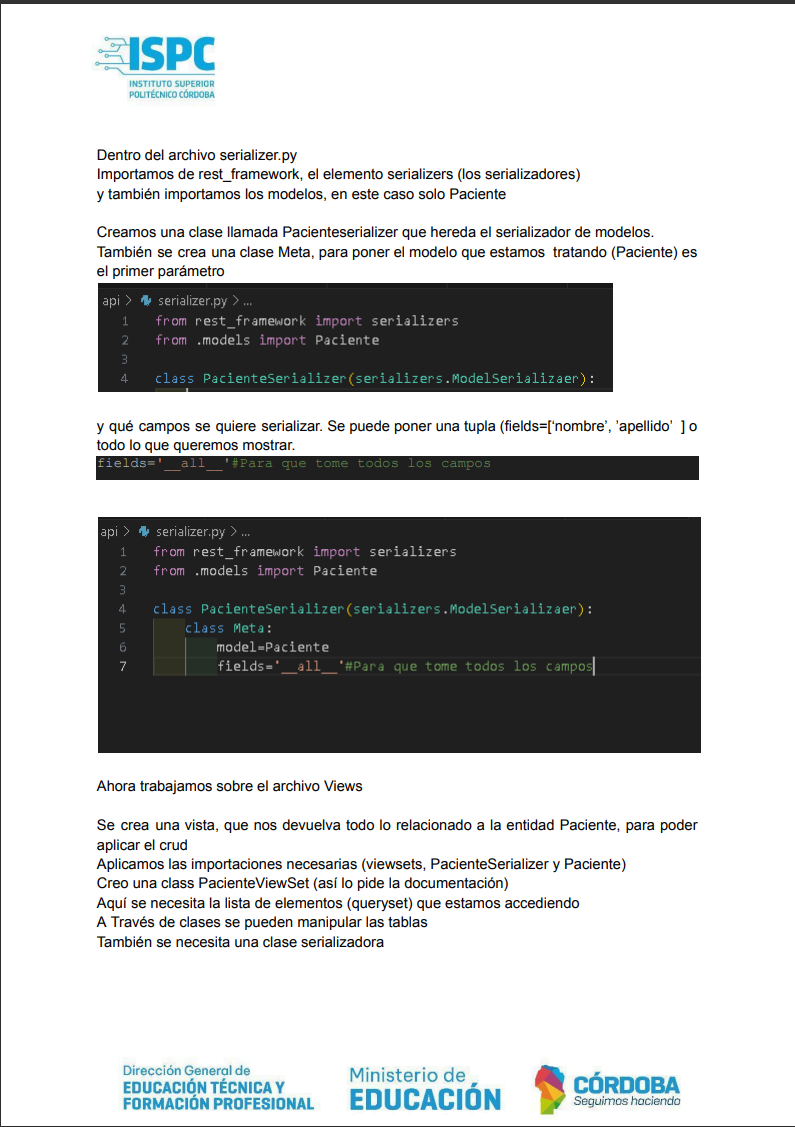 ISPC
INSTITUTO SUPERIOR
POLITÉCNICO CÓRDOBA
Dentro del archivo serializer.py
Importamos de rest_framework, el elemento serializers (los serializadores)
y también importamos los modelos, en este caso solo Paciente
Creamos una clase llamada Pacienteserializer que hereda el serializador de modelos.
También se crea una clase Meta, para poner el modelo que estamos tratando (Paciente) es
el primer parámetro
api > serializer.py > ...
1 from rest_framework import serializers
2 from .models import Paciente
3
4 class PacienteSerializer(serializers.ModelSerializaer):
y qué campos se quiere serializar. Se puede poner una tupla (fields=[‘nombre’, ’apellido’ ] o
todo lo que queremos mostrar.
fields='__all__'#Para que tome todos los campos
api > serializer.py > ...
1 from rest_framework import serializers
2 from .models import Paciente
3
4 class PacienteSerializer(serializers.ModelSerializaer):
5 class Meta:
6 model=Paciente
7 fields='__all__'#Para que tome todos los campos
Ahora trabajamos sobre el archivo Views
Se crea una vista, que nos devuelva todo lo relacionado a la entidad Paciente, para poder
aplicar el crud
Aplicamos las importaciones necesarias (viewsets, PacienteSerializer y Paciente)
Creo una class PacienteViewSet (así lo pide la documentación)
Aquí se necesita la lista de elementos (queryset) que estamos accediendo
A Través de clases se pueden manipular las tablas
También se necesita una clase serializadora
Dirección General de
EDUCACIÓN TÉCNICA Y
FORMACIÓN PROFESIONAL
Ministerio de
EDUCACIÓN
CÓRDOBA
Seguimos haciendo